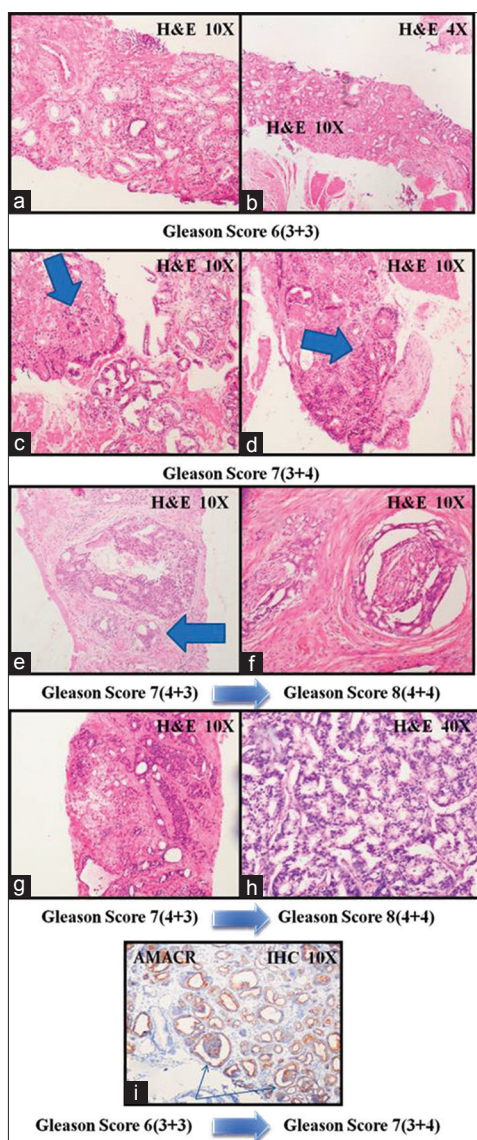 H&E 10X
a
H&E 4X
H&E 10X
b
Gleason Score 6(3+3)
H&E 10X
c
H&E 10X
d
Gleason Score 7(3+4)
H&E 10X
e
H&E 10X
f
Gleason Score 7(4+3) Gleason Score 8(4+4)
H&E 10X
g
H&E 40X
h
Gleason Score 7(4+3) Gleason Score 8(4+4)
AMACR IHC 10X
i
Gleason Score 6(3+3) Gleason Score 7(3+4)